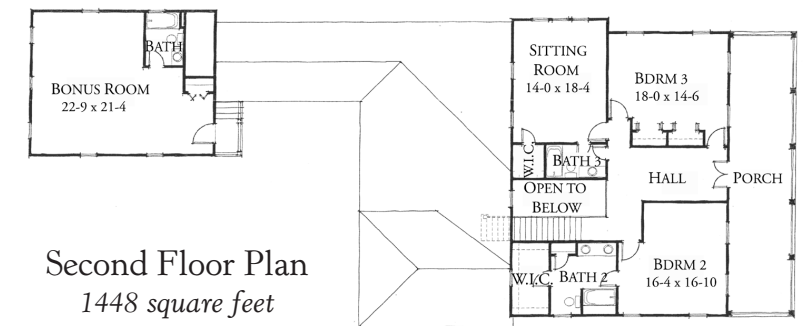 BATH
BONUS ROOM
22-9 x 21-4
SITTING
ROOM
14-0 x 18-4
BDRM 3
18-0 x 14-6
W.I.C.
BATH 3
HALL
PORCH
OPEN TO
BELOW
W.I.C.
BATH 2
BDRM 2
16-4 x 16-10
Second Floor Plan
1448 square feet